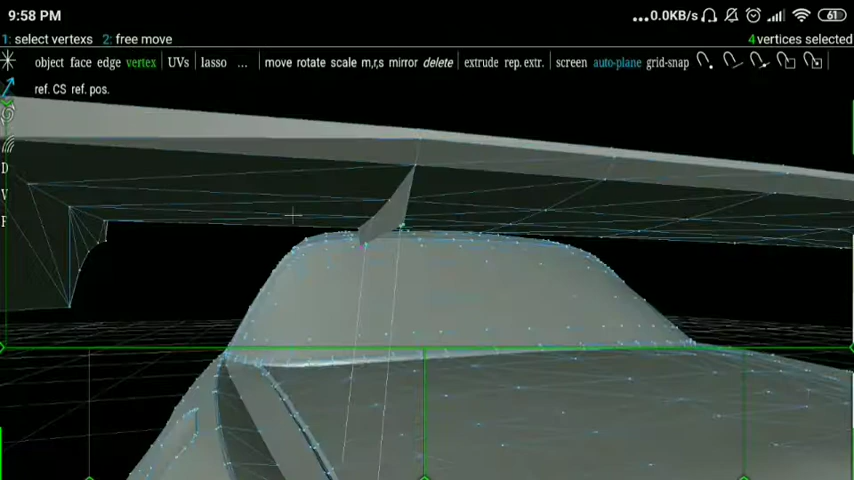 9:58 PM ...0.0KB/s 61
1: select vertexs 2: free move 4 vertices selected
object face edge vertex UVs lasso ... move rotate scale m,r,s mirror delete extrude rep. extr. screen auto-plane grid-snap
ref. CS ref. pos.
D
V
F